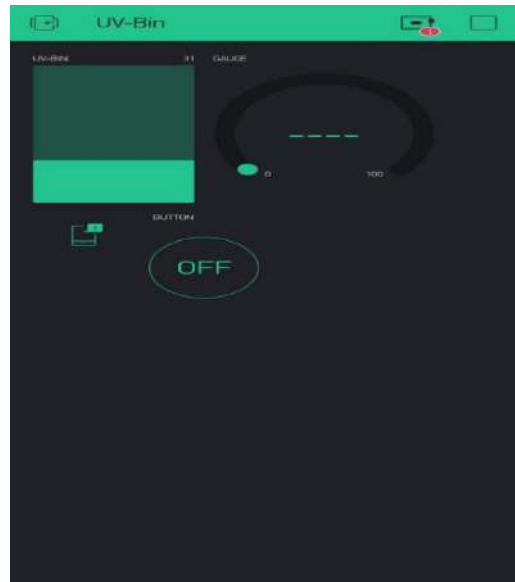 UV-Bin
UV-BIN 31 GAUGE
----
0 100
BUTTON
OFF